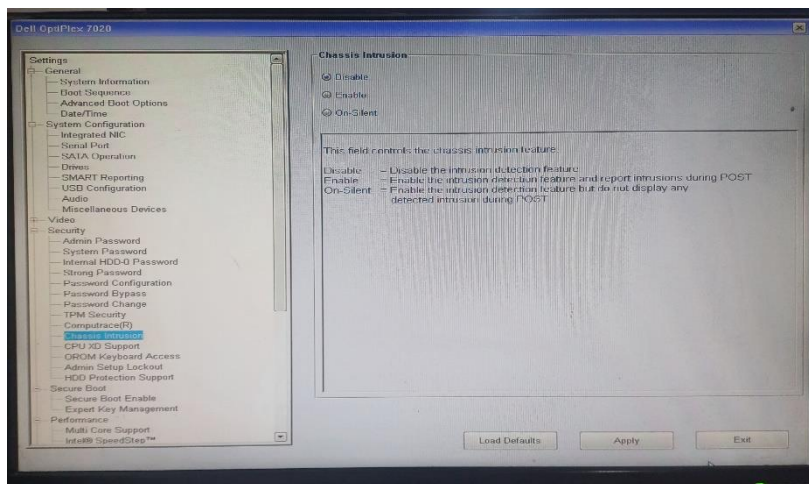 Dell OptiPlex 7020
Settings
General
System Information
Boot Sequence
Advanced Boot Options
Date/Time
System Configuration
Integrated NIC
Serial Port
SATA Operation
Drives
SMART Reporting
USB Configuration
Audio
Miscellaneous Devices
Video
Security
Admin Password
System Password
Internal HDD-0 Password
Strong Password
Password Configuration
Password Bypass
Password Change
TPM Security
Computrace(R)
Chassis Intrusion
CPU XD Support
OROM Keyboard Access
Admin Setup Lockout
HDD Protection Support
Secure Boot
Secure Boot Enable
Expert Key Management
Performance
Multi Core Support
Intel® SpeedStep™
Chassis Intrusion
Disable
Enable
On-Silent
This field controls the chassis intrusion feature.
Disable = Disable the intrusion detection feature
Enable = Enable the intrusion detection feature and report intrusions during POST
On-Silent = Enable the intrusion detection feature but do not display any
detected intrusion during POST
Load Defaults
Apply
Exit